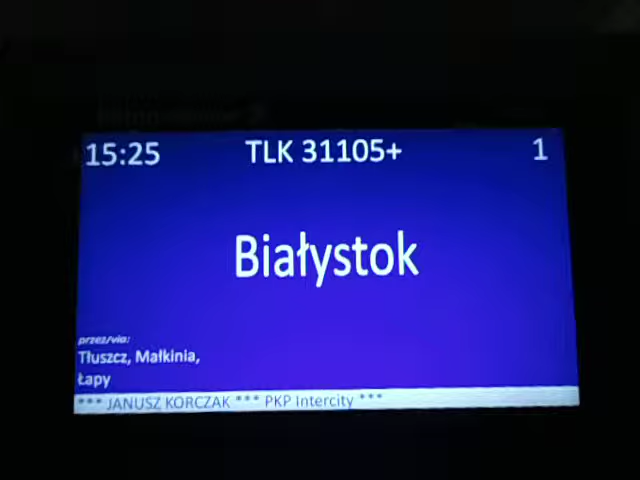 15:25 TLK 31105+ 1
Białystok
przez/via:
Tłuszcz, Małkinia,
Łapy
*** JANUSZ KORCZAK *** PKP Intercity ***